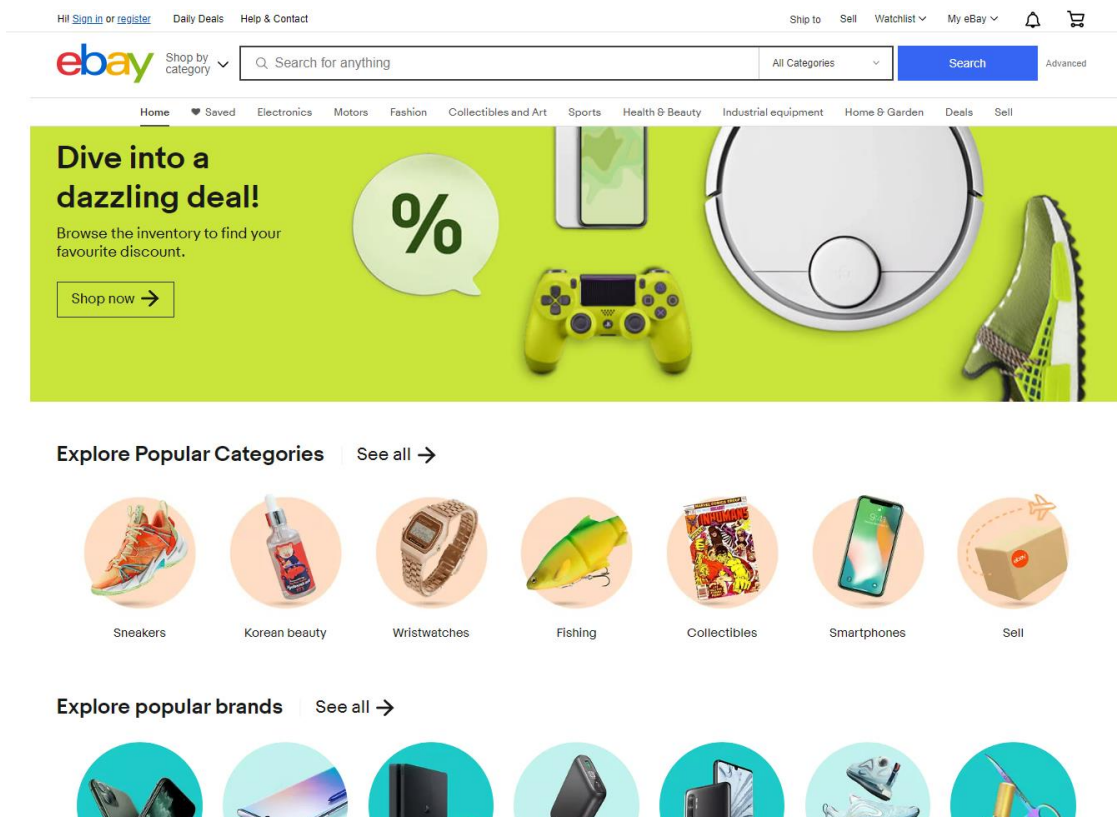 Hi! Sign in or register Daily Deals Help & Contact Ship to Sell Watchlist My eBay
ebay Shop by category Search for anything All Categories Search Advanced
Home Saved Electronics Motors Fashion Collectibles and Art Sports Health & Beauty Industrial equipment Home & Garden Deals Sell
Dive into a
dazzling deal!
Browse the inventory to find your
favourite discount.
Shop now
%
Explore Popular Categories See all
INHUMANS
Sneakers Korean beauty Wristwatches Fishing Collectibles Smartphones Sell
Explore popular brands See all